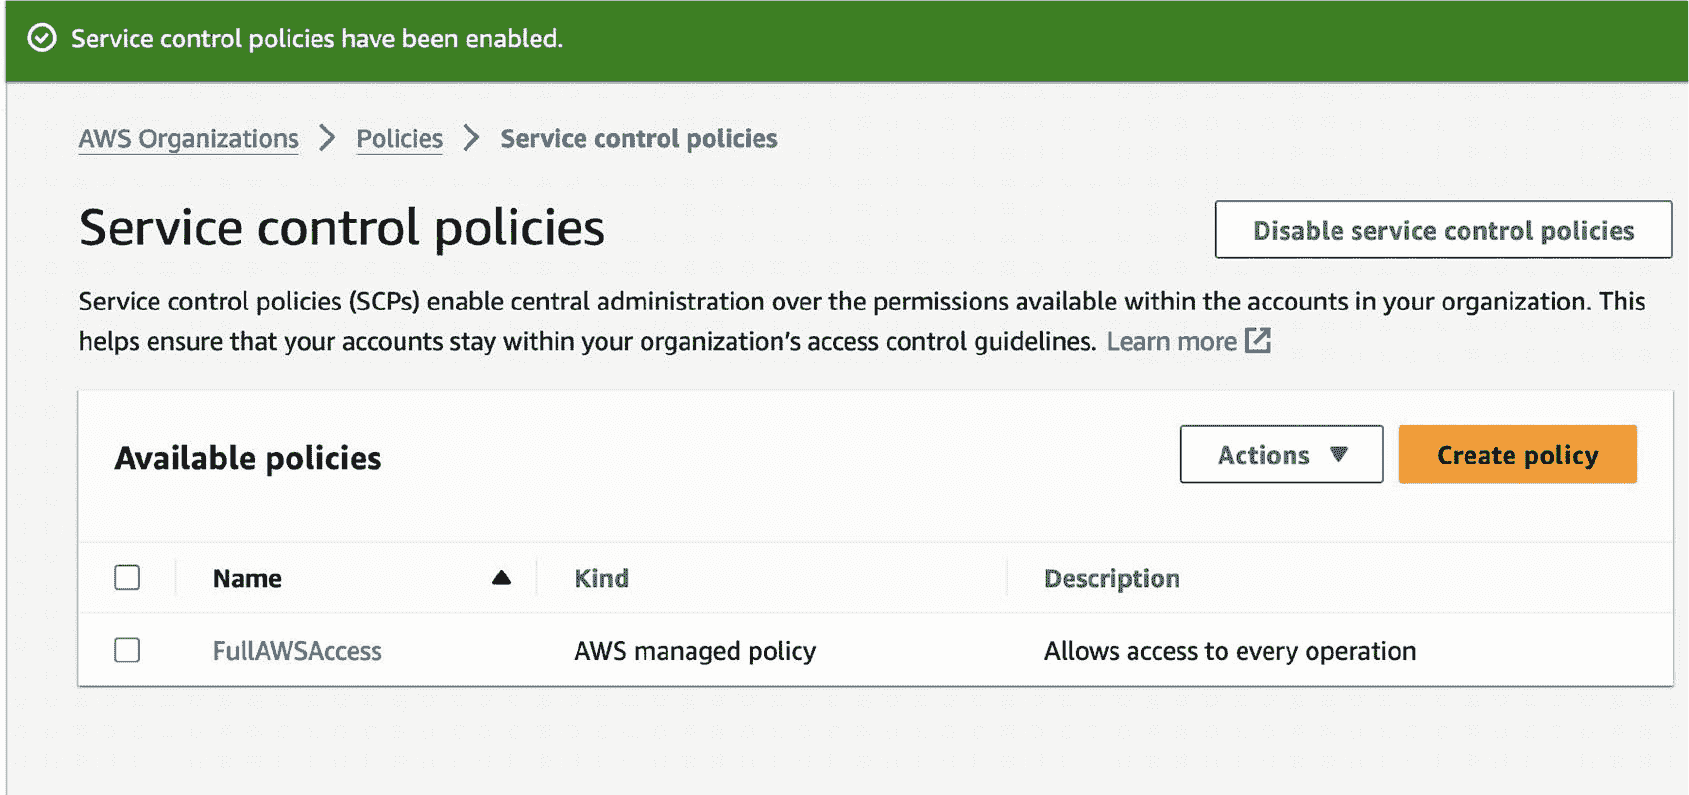 Service control policies have been enabled.
AWS Organizations > Policies > Service control policies
Service control policies
Disable service control policies
Service control policies (SCPs) enable central administration over the permissions available within the accounts in your organization. This
helps ensure that your accounts stay within your organization’s access control guidelines. Learn more
Available policies
Actions
Create policy
Name Kind Description
FullAWSAccess AWS managed policy Allows access to every operation